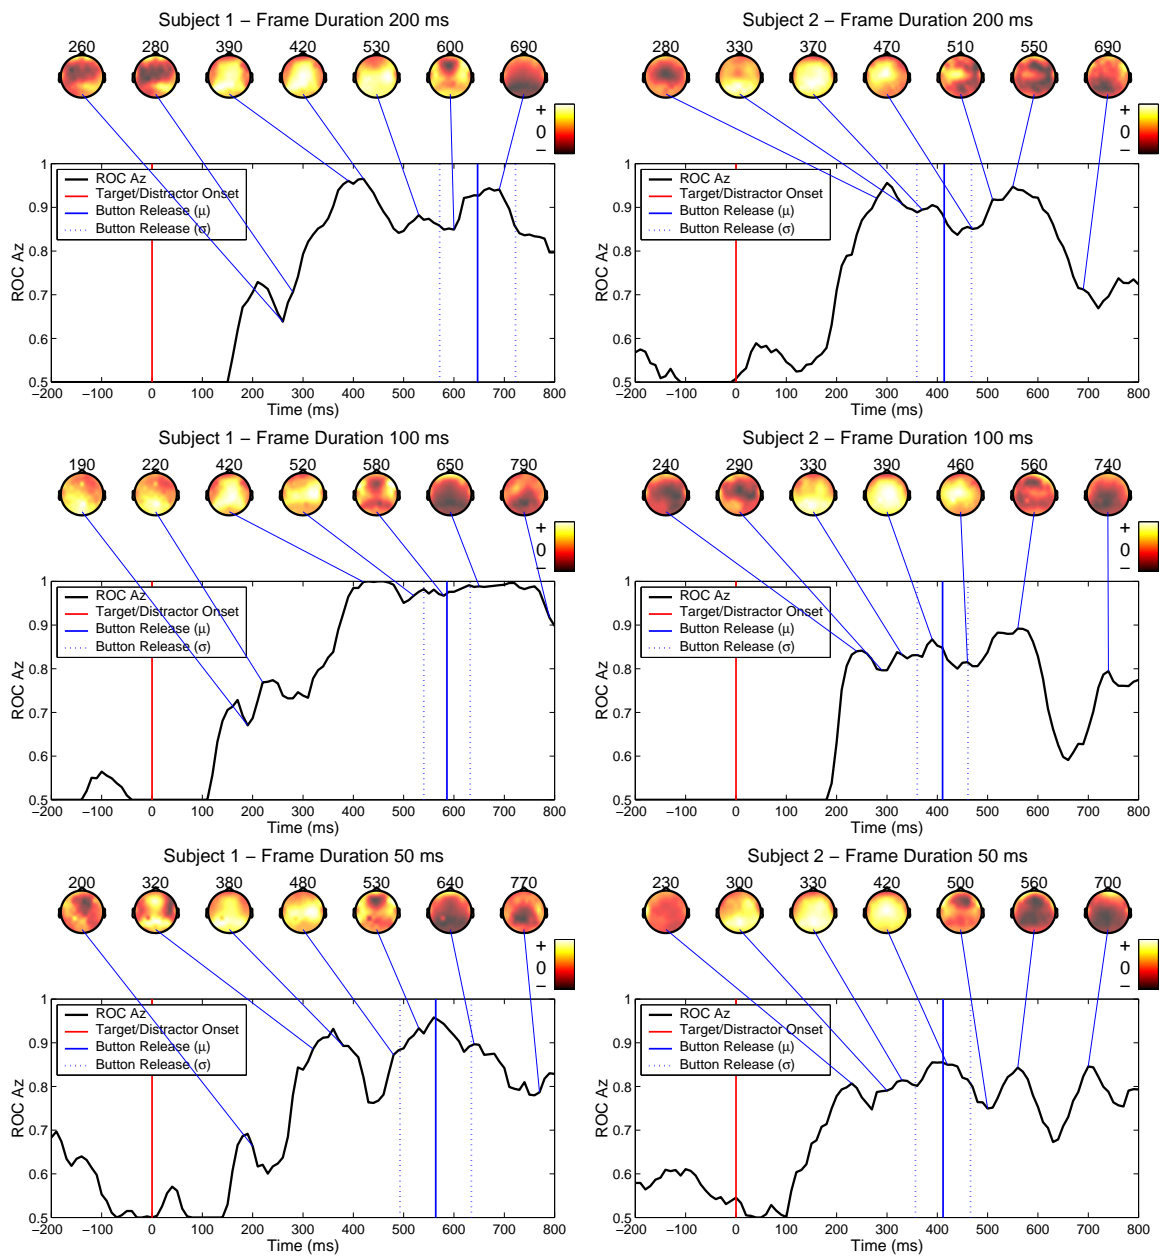 Subject 1 − Frame Duration 200 ms
260 280 390 420 530 600 690
+
0
−
1
0.9
0.8
0.7
0.6
0.5
ROC Az
ROC Az
Target/Distractor Onset
Button Release (μ)
Button Release (σ)
−200 −100 0 100 200 300 400 500 600 700 800
Time (ms)
Subject 2 − Frame Duration 200 ms
280 330 370 470 510 550 690
+
0
−
1
0.9
0.8
0.7
0.6
0.5
ROC Az
ROC Az
Target/Distractor Onset
Button Release (μ)
Button Release (σ)
−200 −100 0 100 200 300 400 500 600 700 800
Time (ms)
Subject 1 − Frame Duration 100 ms
190 220 420 520 580 650 790
+
0
−
1
0.9
0.8
0.7
0.6
0.5
ROC Az
ROC Az
Target/Distractor Onset
Button Release (μ)
Button Release (σ)
−200 −100 0 100 200 300 400 500 600 700 800
Time (ms)
Subject 2 − Frame Duration 100 ms
240 290 330 390 460 560 740
+
0
−
1
0.9
0.8
0.7
0.6
0.5
ROC Az
ROC Az
Target/Distractor Onset
Button Release (μ)
Button Release (σ)
−200 −100 0 100 200 300 400 500 600 700 800
Time (ms)
Subject 1 − Frame Duration 50 ms
200 320 380 480 530 640 770
+
0
−
1
0.9
0.8
0.7
0.6
0.5
ROC Az
ROC Az
Target/Distractor Onset
Button Release (μ)
Button Release (σ)
−200 −100 0 100 200 300 400 500 600 700 800
Time (ms)
Subject 2 − Frame Duration 50 ms
230 300 330 420 500 560 700
+
0
−
1
0.9
0.8
0.7
0.6
0.5
ROC Az
ROC Az
Target/Distractor Onset
Button Release (μ)
Button Release (σ)
−200 −100 0 100 200 300 400 500 600 700 800
Time (ms)